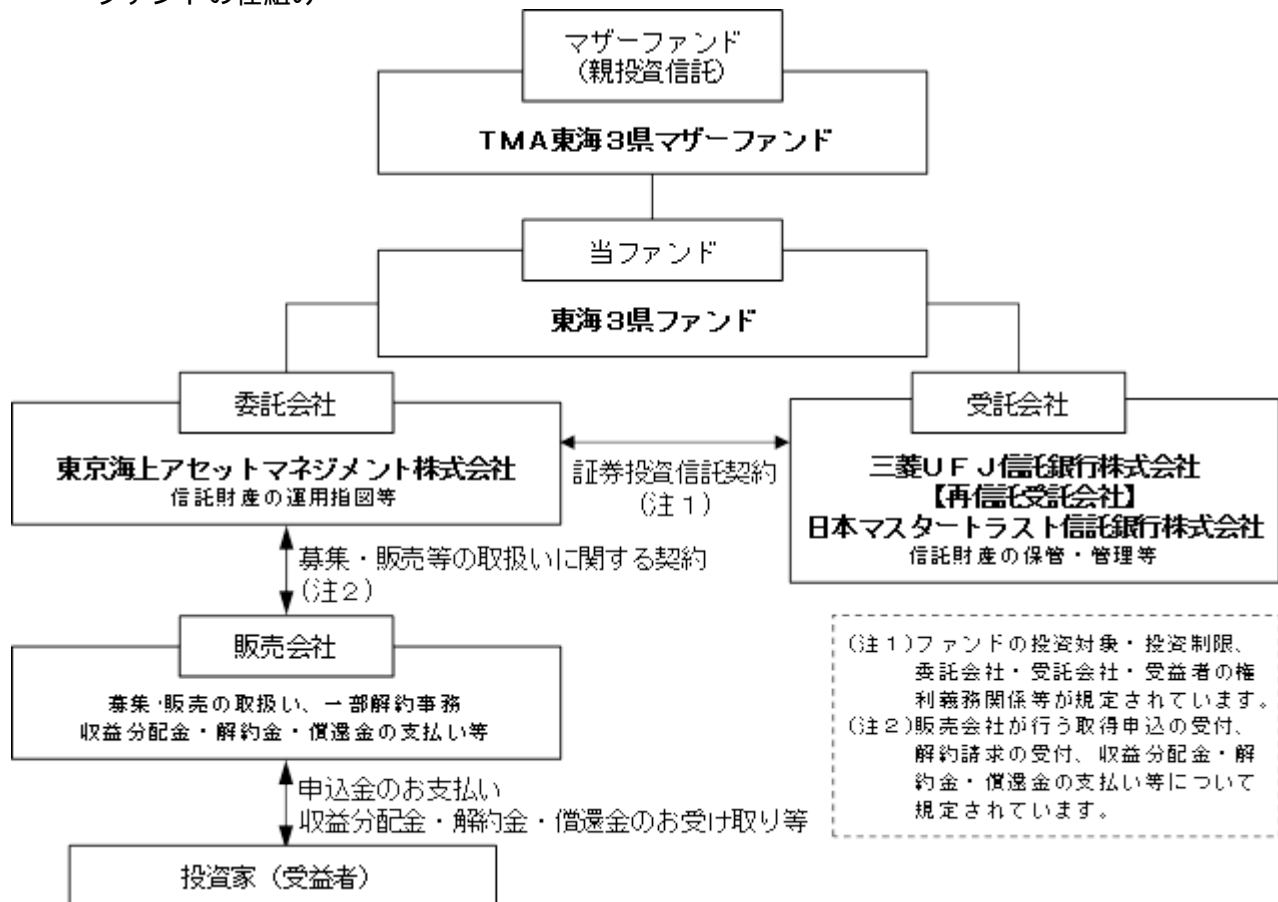 ファンドの仕組み
マザーファンド
（親投資信託）
ＴＭＡ東海３県マザーファンド
当ファンド
東海３県ファンド
委託会社
東京海上アセットマネジメント株式会社
信託財産の運用指図等
証券投資信託契約
（注１）
受託会社
三菱ＵＦＪ信託銀行株式会社
【再信託受託会社】
日本マスタートラスト信託銀行株式会社
信託財産の保管・管理等
募集・販売等の取扱いに関する契約
（注２）
販売会社
募集・販売の取扱い、一部解約事務
収益分配金・解約金・償還金の支払い等
申込金のお支払い
収益分配金・解約金・償還金のお受け取り等
投資家（受益者）
（注１）ファンドの投資対象・投資制限、
委託会社・受託会社・受益者の権
利義務関係等が規定されています。
（注２）販売会社が行う取得申込の受付、
解約請求の受付、収益分配金・解
約金・償還金の支払い等について
規定されています。